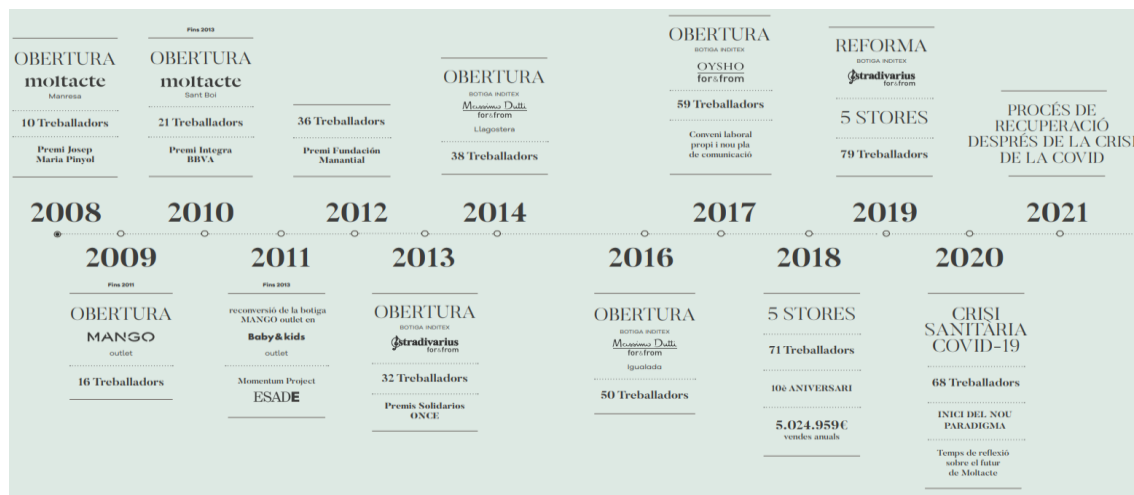 2008
OBERTURA
moltacte
Manresa
10 Treballadors
Premi Josep
Maria Pinyol
2009
Fins 2011
OBERTURA
MANGO
outlet
16 Treballadors
2010
Fins 2013
OBERTURA
moltacte
Sant Boi
21 Treballadors
Premi Integra
BBVA
2011
Fins 2013
reconversió de la botiga
MANGO outlet en
Baby&kids
outlet
Momentum Project
ESADE
2012
36 Treballadors
Premi Fundación
Manantial
2013
OBERTURA
BOTIGA INDITEX
Stradivarius
for&from
32 Treballadors
Premis Solidarios
ONCE
2014
OBERTURA
BOTIGA INDITEX
Massimo Dutti
for&from
Llagostera
38 Treballadors
2016
OBERTURA
BOTIGA INDITEX
Massimo Dutti
for&from
Igualada
50 Treballadors
2017
OBERTURA
BOTIGA INDITEX
OYSHO
for&from
59 Treballadors
Conveni laboral
propi i nou pla
de comunicació
2018
5 STORES
71 Treballadors
10è ANIVERSARI
5.024.959€
vendes anuals
2019
REFORMA
BOTIGA INDITEX
Stradivarius
for&from
5 STORES
79 Treballadors
2020
CRISI
SANITÀRIA
COVID-19
68 Treballadors
INICI DEL NOU
PARADIGMA
Temps de reflexió
sobre el futur
de Moltacte
2021
PROCÉS DE
RECUPERACIÓ
DESPRÉS DE LA CRISI
DE LA COVID